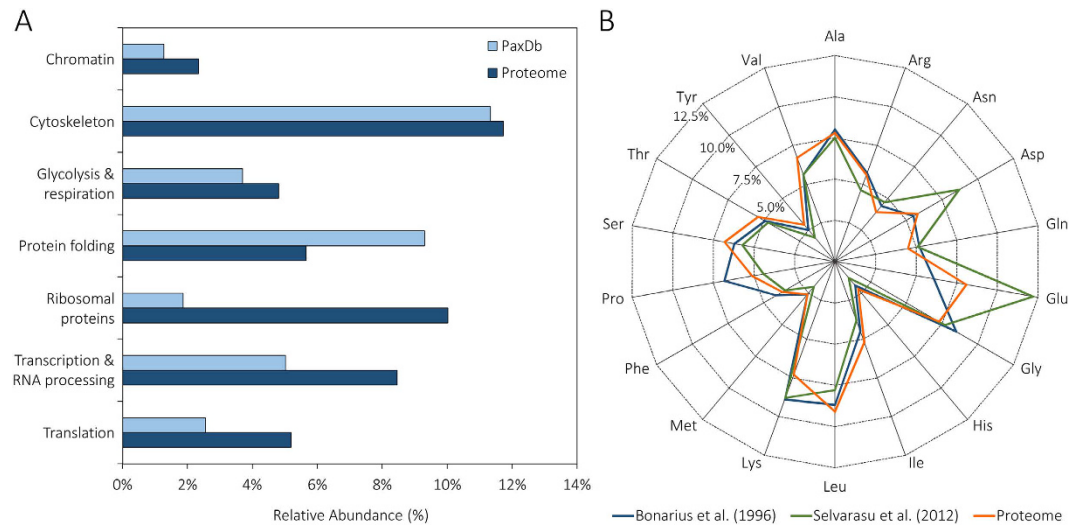 A
Chromatin
Cytoskeleton
Glycolysis &
respiration
Protein folding
Ribosomal
proteins
Transcription &
RNA processing
Translation
PaxDb
Proteome
0% 2% 4% 6% 8% 10% 12% 14%
Relative Abundance (%)
B
Ala
Arg
Asn
Asp
Gln
Glu
Gly
His
Ile
Leu
Lys
Met
Phe
Pro
Ser
Thr
Tyr
Val
12.5%
10.0%
7.5%
5.0%
Bonarius et al. (1996) Selvarasu et al. (2012) Proteome